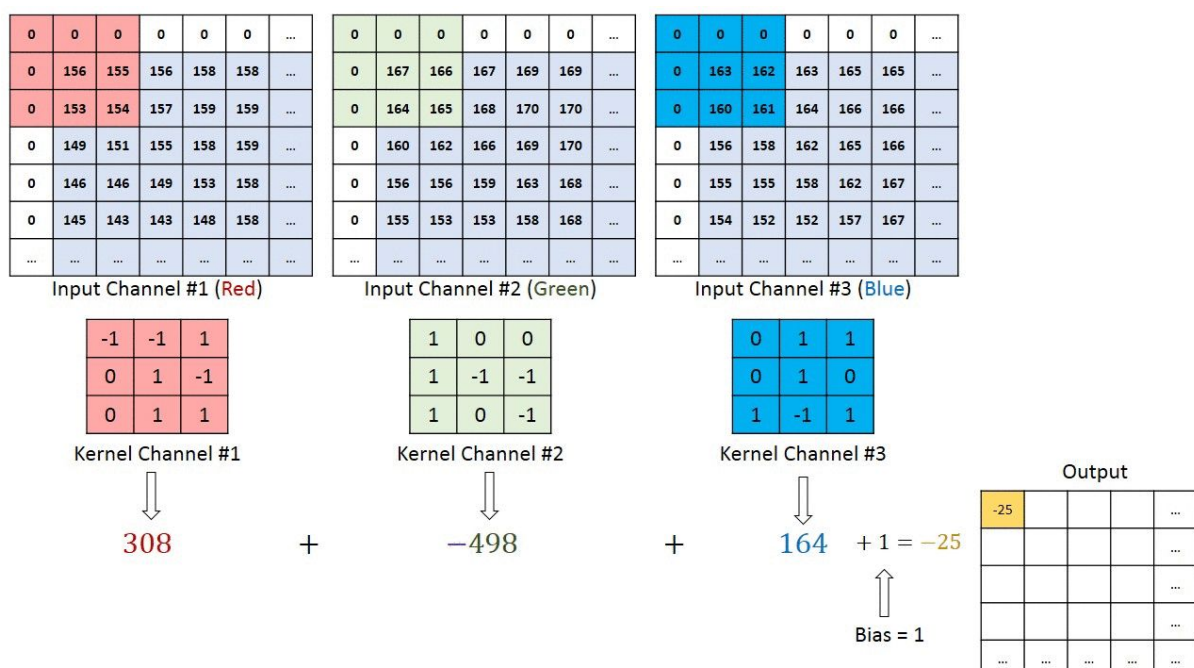 0 0 0 0 0 0 ...
0 156 155 156 158 158 ...
0 153 154 157 159 159 ...
0 149 151 155 158 159 ...
0 146 146 149 153 158 ...
0 145 143 143 148 158 ...
... ... ... ... ... ... ...
Input Channel #1 (Red)
0 0 0 0 0 0 ...
0 167 166 167 169 169 ...
0 164 165 168 170 170 ...
0 160 162 166 169 170 ...
0 156 156 159 163 168 ...
0 155 153 153 158 168 ...
... ... ... ... ... ... ...
Input Channel #2 (Green)
0 0 0 0 0 0 ...
0 163 162 163 165 165 ...
0 160 161 164 166 166 ...
0 156 158 162 165 166 ...
0 155 155 158 162 167 ...
0 154 152 152 157 167 ...
... ... ... ... ... ... ...
Input Channel #3 (Blue)
-1 -1 1
0 1 -1
0 1 1
Kernel Channel #1
1 0 0
1 -1 -1
1 0 -1
Kernel Channel #2
0 1 1
0 1 0
1 -1 1
Kernel Channel #3
308 + −498 + 164 + 1 = −25
Bias = 1
Output
-25 ...
...
...
...
... ... ... ... ...